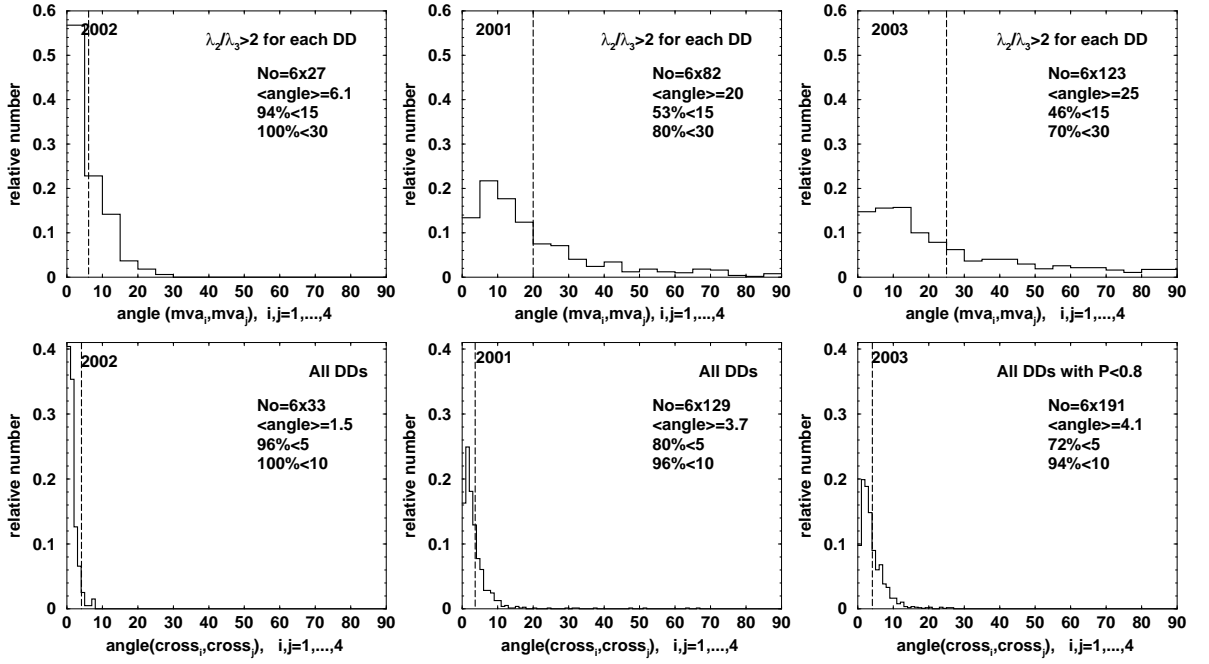 0.6
0.5
0.4
0.3
0.2
0.1
0
relative number
2002
λ2/λ3>2 for each DD
No=6x27
<angle>=6.1
94%<15
100%<30
0 10 20 30 40 50 60 70 80 90
angle (mvai,mvaj), i,j=1,...,4
0.6
0.5
0.4
0.3
0.2
0.1
0
relative number
2001
λ2/λ3>2 for each DD
No=6x82
<angle>=20
53%<15
80%<30
0 10 20 30 40 50 60 70 80 90
angle (mvai,mvaj), i,j=1,...,4
0.6
0.5
0.4
0.3
0.2
0.1
0
relative number
2003
λ2/λ3>2 for each DD
No=6x123
<angle>=25
46%<15
70%<30
0 10 20 30 40 50 60 70 80 90
angle (mvai,mvaj), i,j=1,...,4
0.4
0.3
0.2
0.1
0
relative number
2002
All DDs
No=6x33
<angle>=1.5
96%<5
100%<10
0 10 20 30 40 50 60 70 80 90
angle(crossi,crossj), i,j=1,...,4
0.4
0.3
0.2
0.1
0
relative number
2001
All DDs
No=6x129
<angle>=3.7
80%<5
96%<10
0 10 20 30 40 50 60 70 80 90
angle(crossi,crossj), i,j=1,...,4
0.4
0.3
0.2
0.1
0
relative number
2003
All DDs with P<0.8
No=6x191
<angle>=4.1
72%<5
94%<10
0 10 20 30 40 50 60 70 80 90
angle(crossi,crossj), i,j=1,...,4